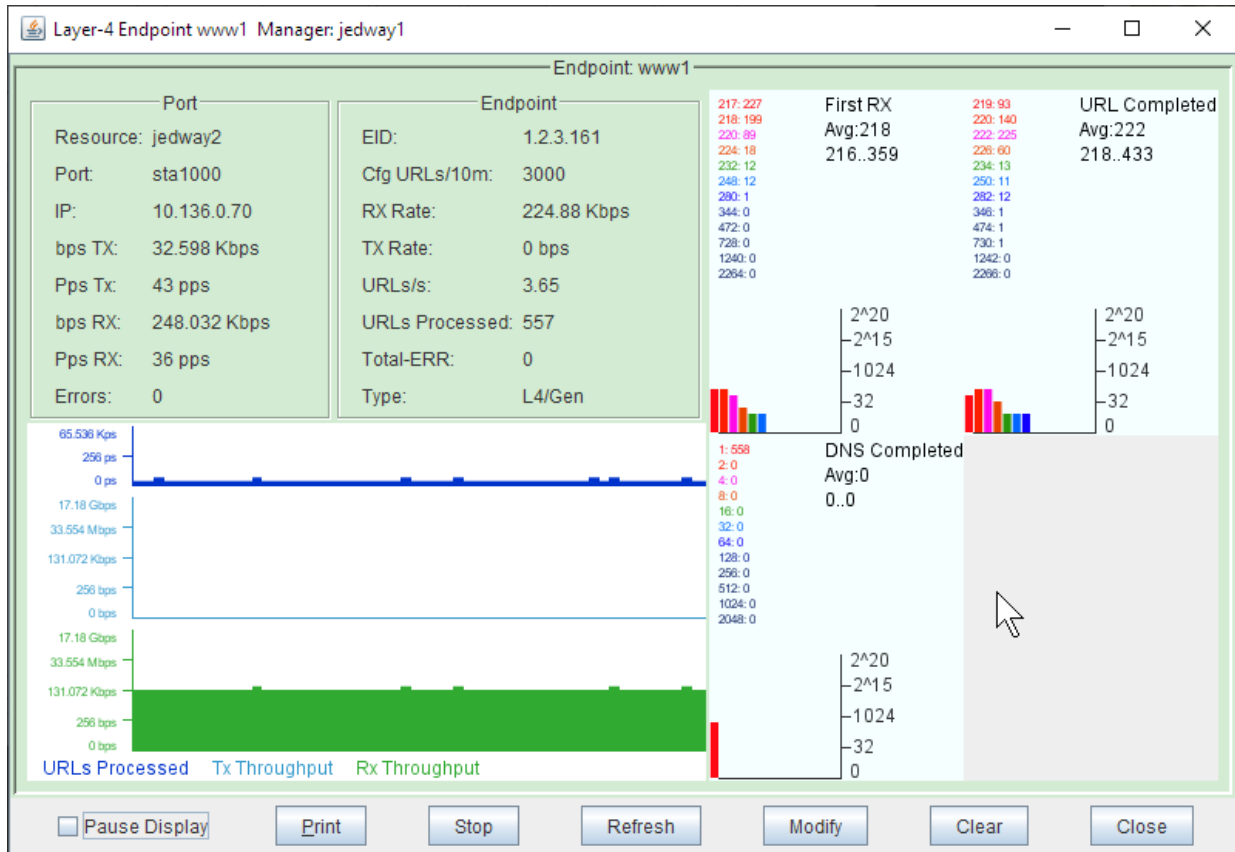 Layer-4 Endpoint www1  Manager: jedway1
Endpoint: www1
Port
Resource: jedway2
Port: sta1000
IP: 10.136.0.70
bps TX: 32.598 Kbps
Pps Tx: 43 pps
bps RX: 248.032 Kbps
Pps RX: 36 pps
Errors: 0
Endpoint
EID: 1.2.3.161
Cfg URLs/10m: 3000
RX Rate: 224.88 Kbps
TX Rate: 0 bps
URLs/s: 3.65
URLs Processed: 557
Total-ERR: 0
Type: L4/Gen
217: 227
218: 199
220: 89
224: 18
232: 12
248: 12
280: 1
344: 0
472: 0
728: 0
1240: 0
2264: 0
First RX
Avg:218
216..359
2^20
2^15
1024
32
0
219: 93
220: 140
222: 225
226: 60
234: 13
250: 11
282: 12
346: 1
474: 1
730: 1
1242: 0
2266: 0
URL Completed
Avg:222
218..433
2^20
2^15
1024
32
0
65.536 Kps
256 ps
0 ps
17.18 Gbps
33.554 Mbps
131.072 Kbps
256 bps
0 bps
17.18 Gbps
33.554 Mbps
131.072 Kbps
256 bps
0 bps
URLs Processed Tx Throughput Rx Throughput
1: 558
2: 0
4: 0
8: 0
16: 0
32: 0
64: 0
128: 0
256: 0
512: 0
1024: 0
2048: 0
DNS Completed
Avg:0
0..0
2^20
2^15
1024
32
0
Pause Display
Print
Stop
Refresh
Modify
Clear
Close